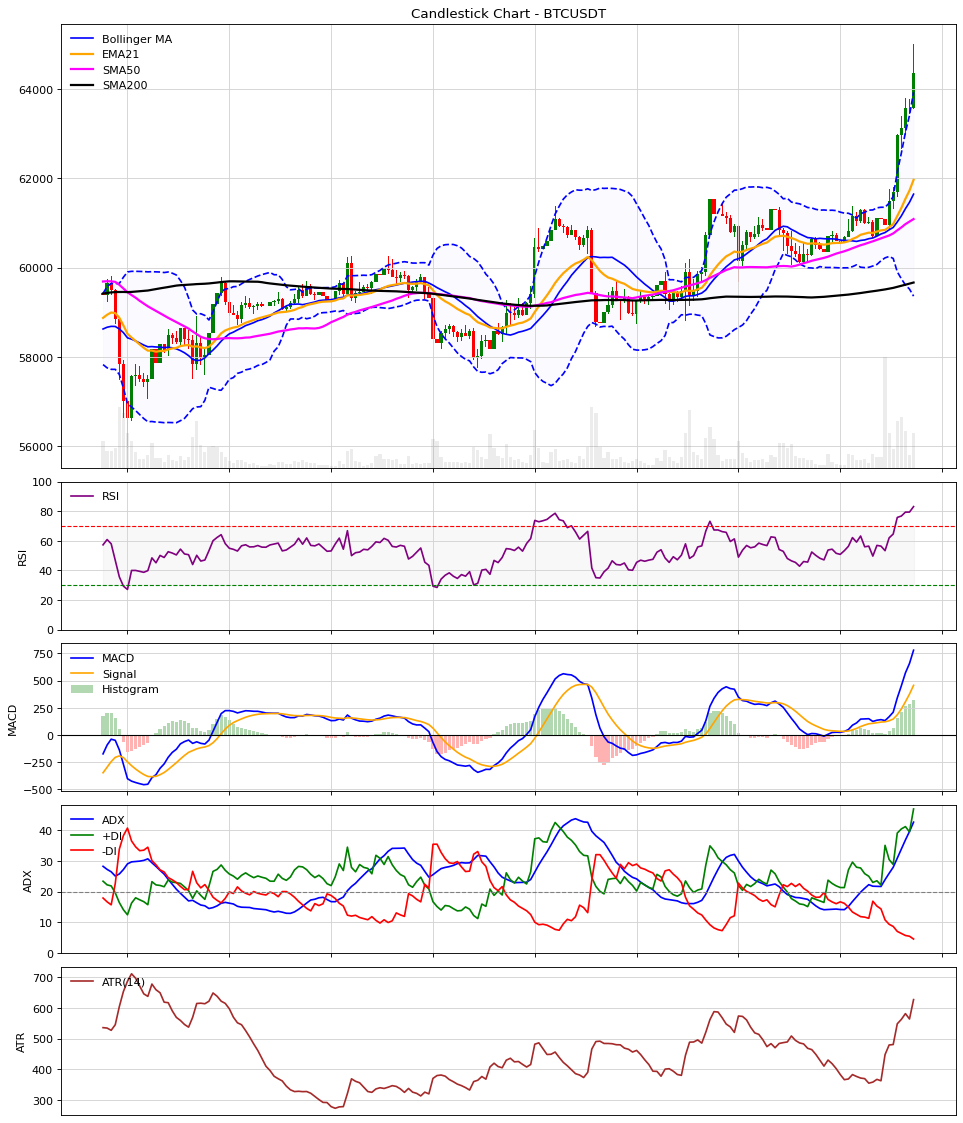 Candlestick Chart - BTCUSDT
Bollinger MA
EMA21
SMA50
SMA200
64000
62000
60000
58000
56000
RSI
100
80
60
40
20
0
RSI
MACD
Signal
Histogram
750
500
250
0
−250
−500
MACD
ADX
+DI
-DI
40
30
20
10
0
ADX
ATR(14)
700
600
500
400
300
ATR